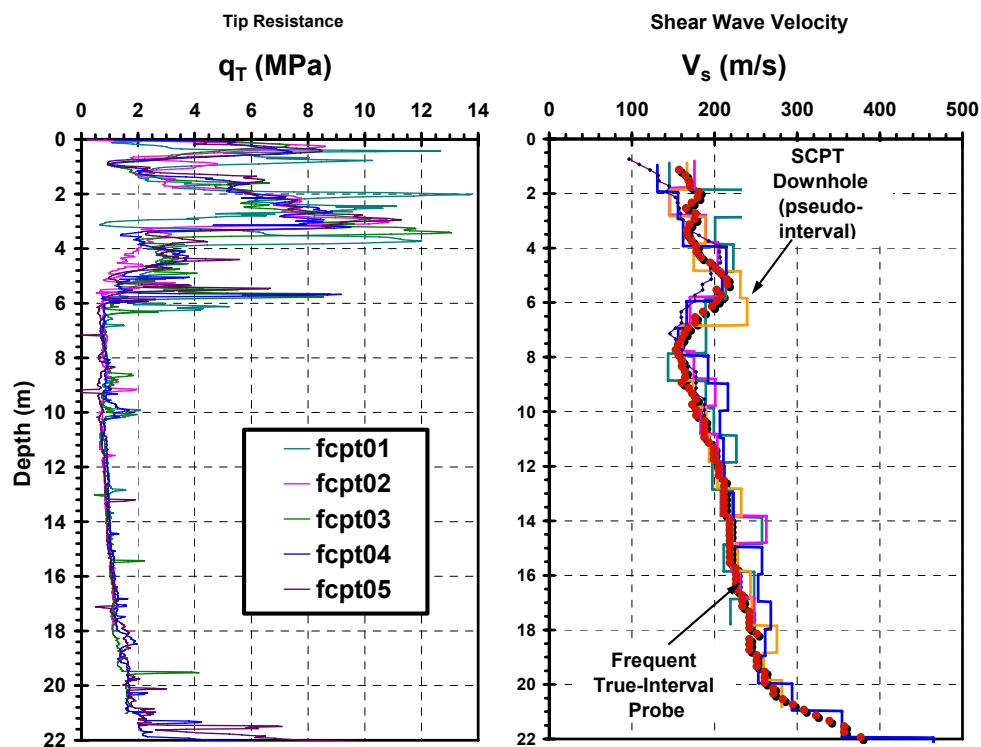 Tip Resistance
qT (MPa)
0 2 4 6 8 10 12 14
0
2
4
6
8
10
12
14
16
18
20
22
Depth (m)
fcpt01
fcpt02
fcpt03
fcpt04
fcpt05
Shear Wave Velocity
Vs (m/s)
0 100 200 300 400 500
0
2
4
6
8
10
12
14
16
18
20
22
SCPT
Downhole
(pseudo-
interval)
Frequent
True-Interval
Probe